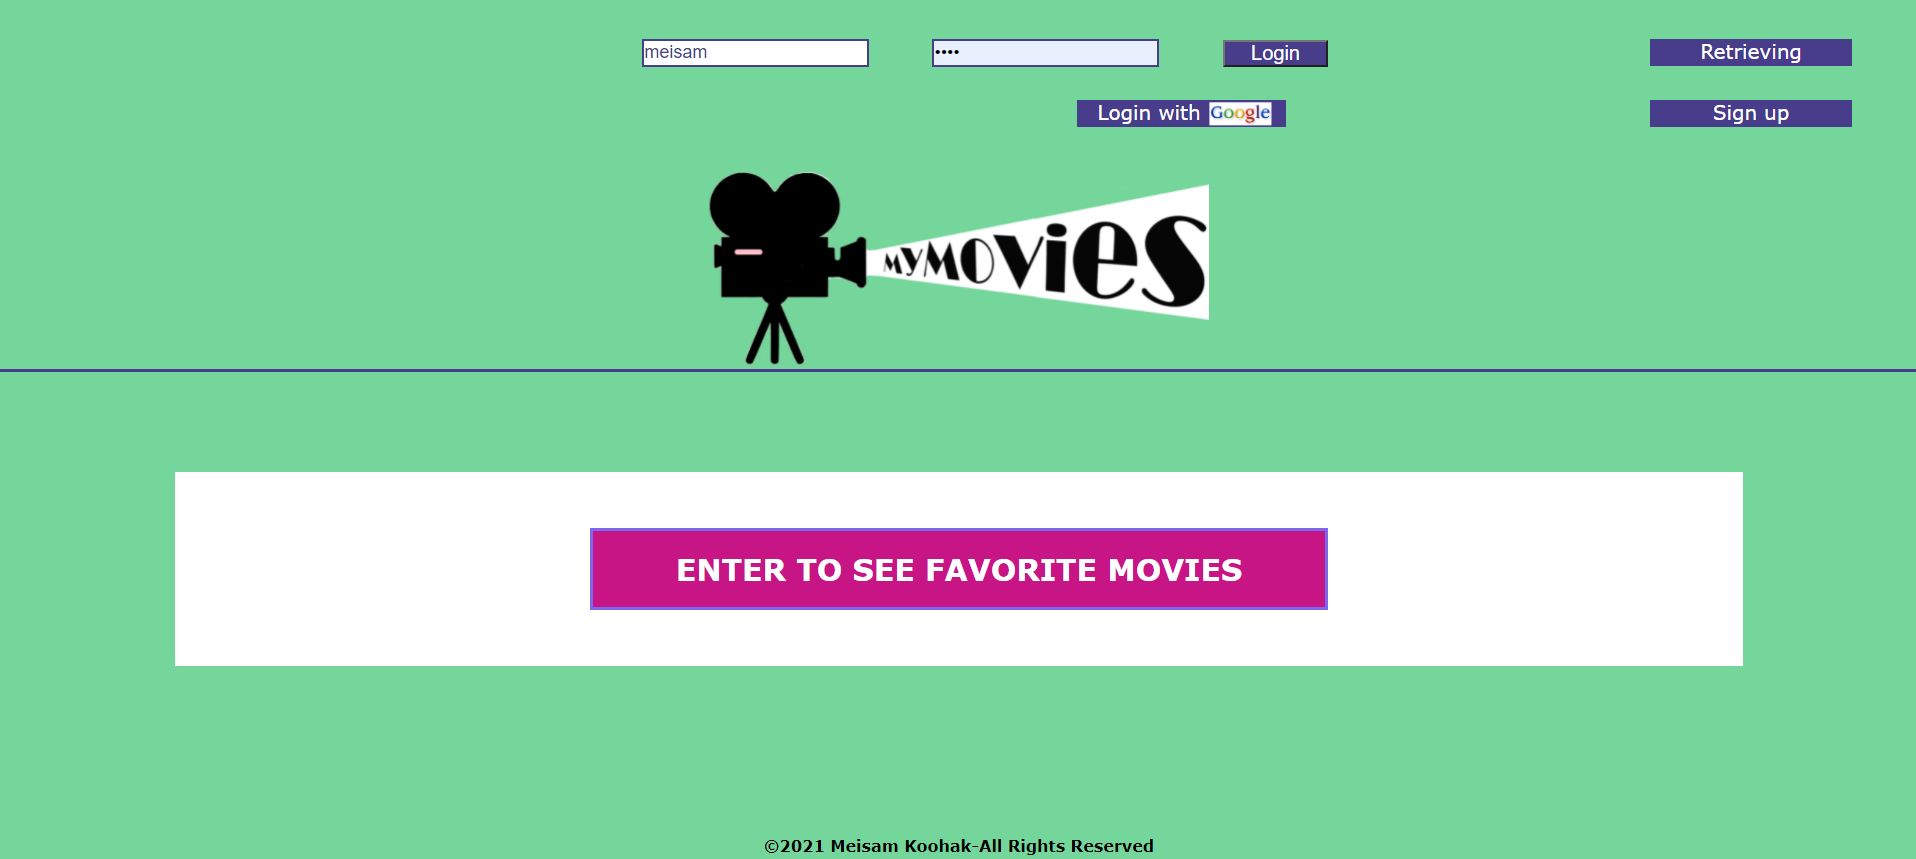 meisam •••• Login Retrieving
Login with Google Sign up
MYMOVIES
ENTER TO SEE FAVORITE MOVIES
©2021 Meisam Koohak-All Rights Reserved